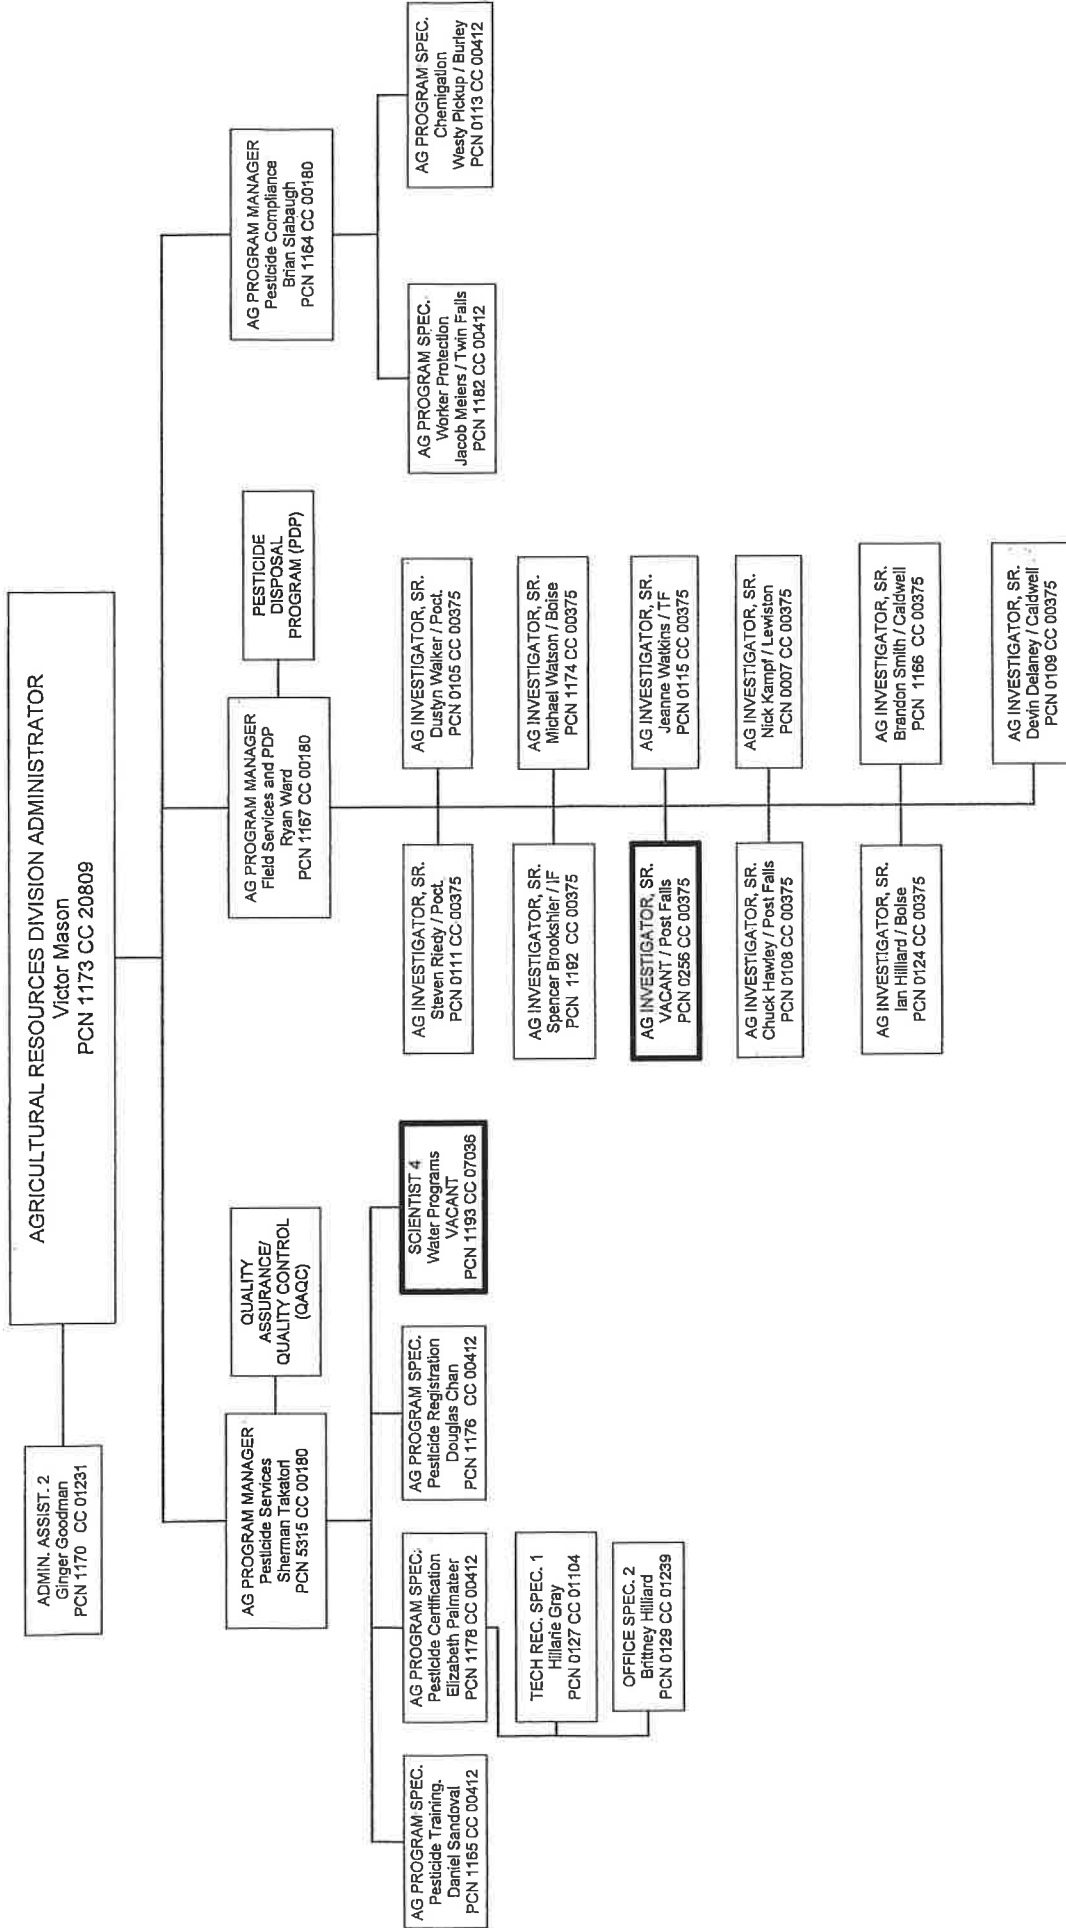 AGRICULTURAL RESOURCES DIVISION ADMINISTRATOR
Victor Mason
PCN 1173 CC 20809
ADMIN. ASSIST. 2
Ginger Goodman
PCN 1170 CC 01231
AG PROGRAM MANAGER
Pesticide Services
Sherman Takatori
PCN 5315 CC 00180
QUALITY
ASSURANCE/
QUALITY CONTROL
(QAQC)
AG PROGRAM MANAGER
Field Services and PDP
Ryan Ward
PCN 1167 CC 00180
PESTICIDE
DISPOSAL
PROGRAM (PDP)
AG PROGRAM MANAGER
Pesticide Compliance
Brian Slabaugh
PCN 1164 CC 00180
AG PROGRAM SPEC.
Pesticide Training.
Daniel Sandoval
PCN 1165 CC 00412
AG PROGRAM SPEC.
Pesticide Certification
Elizabeth Palmateer
PCN 1178 CC 00412
AG PROGRAM SPEC.
Pesticide Registration
Douglas Chan
PCN 1176 CC 00412
SCIENTIST 4
Water Programs
VACANT
PCN 1193 CC 07036
TECH REC. SPEC. 1
Hillarie Gray
PCN 0127 CC 01104
OFFICE SPEC. 2
Brittney Hilliard
PCN 0129 CC 01239
AG INVESTIGATOR, SR.
Steven Riedy / Poct.
PCN 0111 CC 00375
AG INVESTIGATOR, SR.
Dustyn Walker / Poct.
PCN 0105 CC 00375
AG INVESTIGATOR, SR.
Spencer Brookshier / IF
PCN 1192 CC 00375
AG INVESTIGATOR, SR.
Michael Watson / Boise
PCN 1174 CC 00375
AG INVESTIGATOR, SR.
VACANT / Post Falls
PCN 0256 CC 00375
AG INVESTIGATOR, SR.
Jeanne Watkins / TF
PCN 0115 CC 00375
AG INVESTIGATOR, SR.
Chuck Hawley / Post Falls
PCN 0108 CC 00375
AG INVESTIGATOR, SR.
Nick Kampf / Lewiston
PCN 0007 CC 00375
AG INVESTIGATOR, SR.
Ian Hilliard / Boise
PCN 0124 CC 00375
AG INVESTIGATOR, SR.
Brandon Smith / Caldwell
PCN 1166 CC 00375
AG INVESTIGATOR, SR.
Devin Delaney / Caldwell
PCN 0109 CC 00375
AG PROGRAM SPEC.
Worker Protection
Jacob Meiers / Twin Falls
PCN 1182 CC 00412
AG PROGRAM SPEC.
Chemigation
Westy Pickup / Burley
PCN 0113 CC 00412